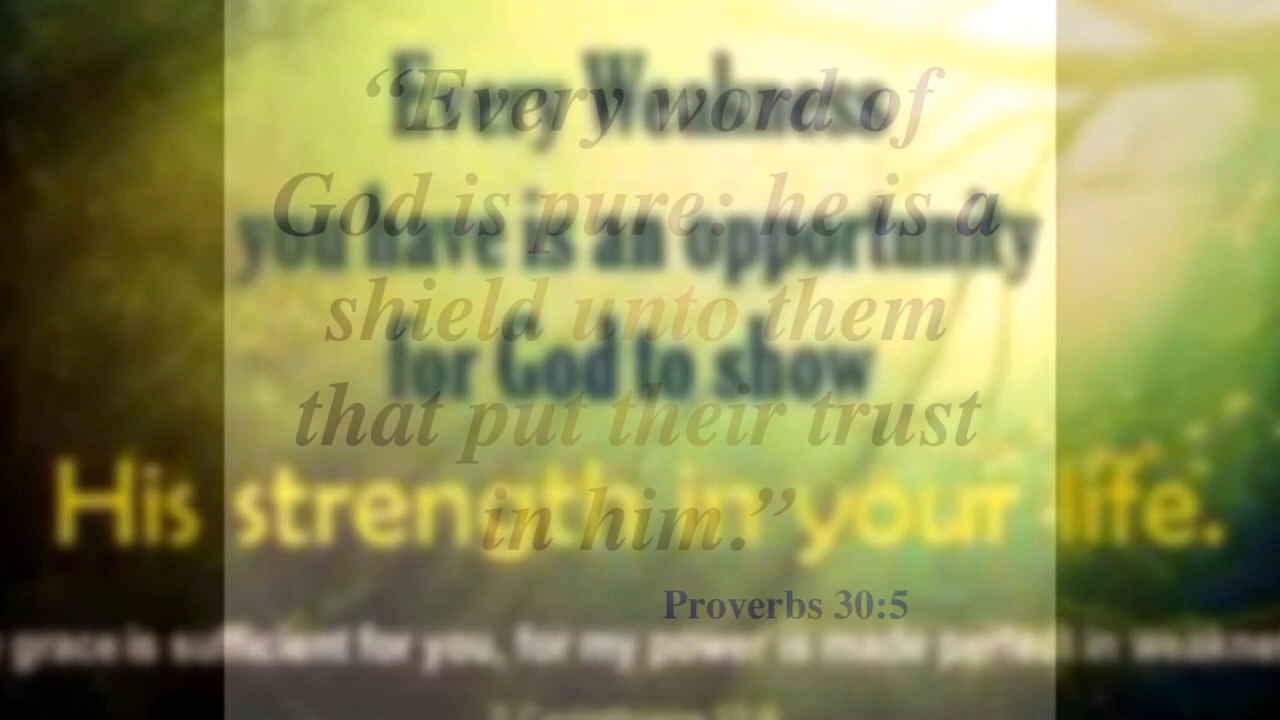 “Every word of
God is pure: he is a
shield unto them
that put their trust
in him.”
Proverbs 30:5
Every Weakness
you have is an opportunity
for God to show
His strength in your life.
grace is sufficient for you, for my power is made perfect in